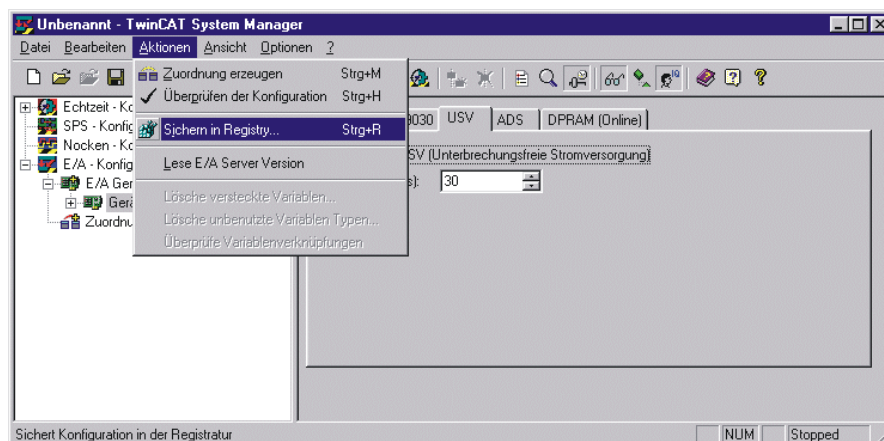 Unbenannt - TwinCAT System Manager
Datei Bearbeiten Aktionen Ansicht Optionen ?
Zuordnung erzeugen Strg+M
Überprüfen der Konfiguration Strg+H
Sichern in Registry... Strg+R
Lese E/A Server Version
Lösche versteckte Variablen...
Lösche unbenutzte Variablen Typen...
Überprüfe Variablenverknüpfungen
Echtzeit - Ko
SPS - Konfig
Nocken - Ko
E/A - Konfig
E/A Ger
Gerä
Zuordnu
9030 USV ADS DPRAM (Online)
SV (Unterbrechungsfreie Stromversorgung)
s): 30
Sichert Konfiguration in der Registratur NUM Stopped